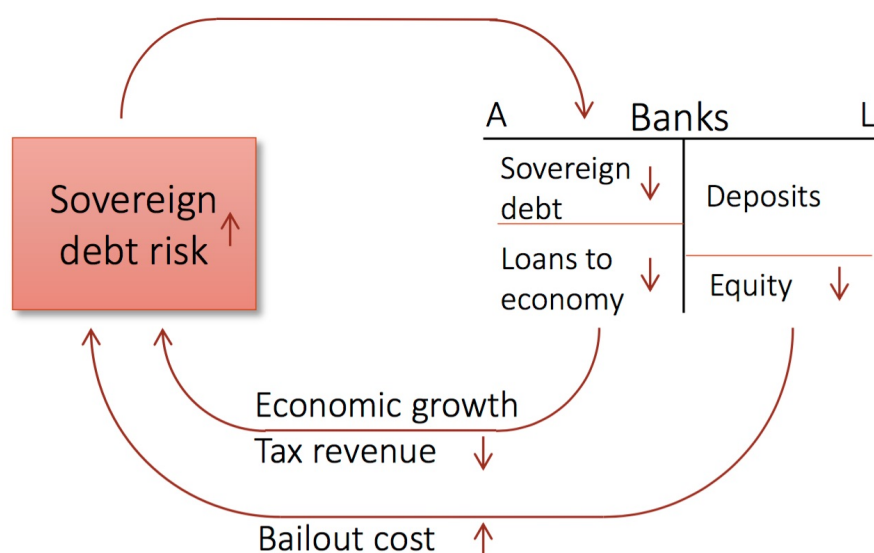 A Banks L
Sovereign
debt
Deposits
Loans to
economy
Equity
Sovereign
debt risk
Economic growth
Tax revenue
Bailout cost